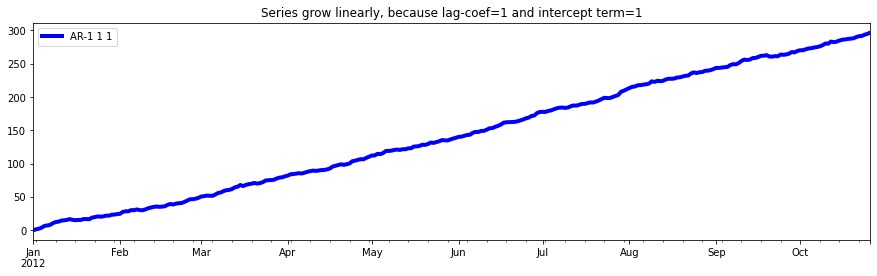 Series grow linearly, because lag-coef=1 and intercept term=1
AR-1 1 1
300
250
200
150
100
50
0
Jan Feb Mar Apr May Jun Jul Aug Sep Oct
2012